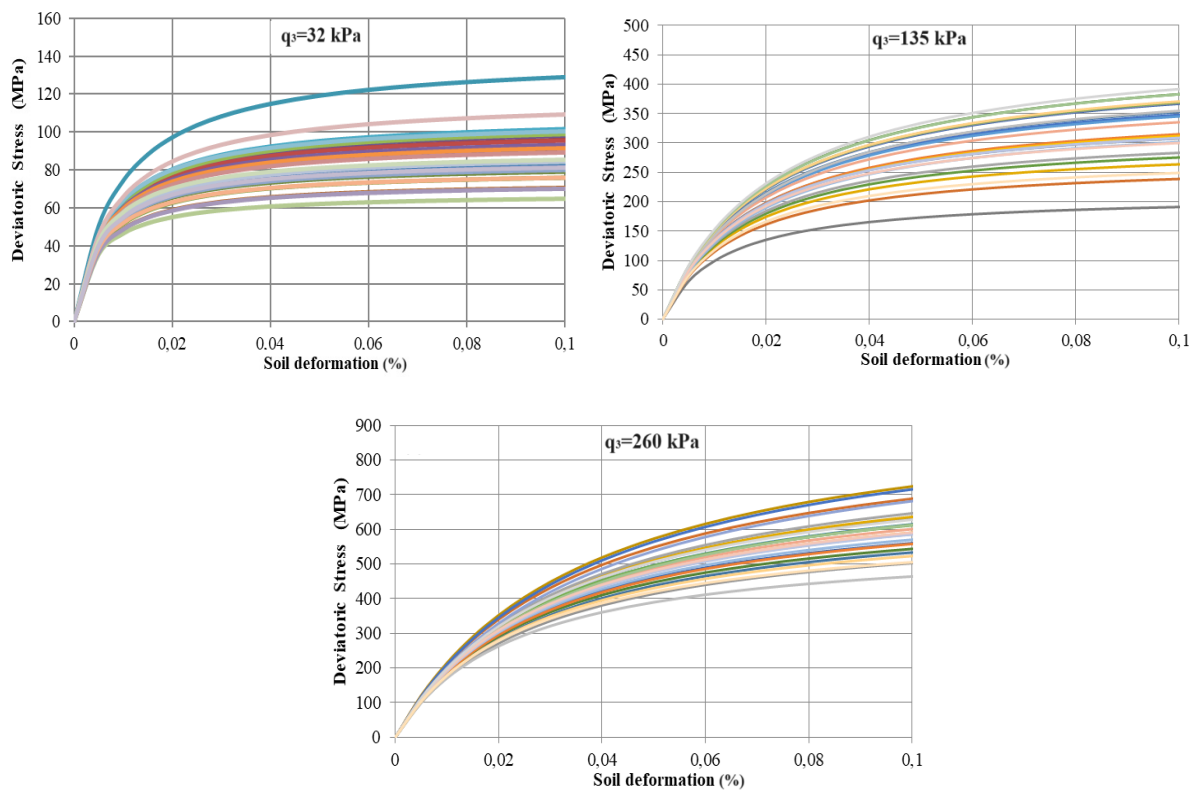 q₃=32 kPa
160
140
120
100
80
60
40
20
0
Deviatoric Stress (MPa)
0 0,02 0,04 0,06 0,08 0,1
Soil deformation (%)
q₃=135 kPa
500
450
400
350
300
250
200
150
100
50
0
Deviatoric Stress (MPa)
0 0,02 0,04 0,06 0,08 0,1
Soil deformation (%)
q₃=260 kPa
900
800
700
600
500
400
300
200
100
0
Deviatoric Stress (MPa)
0 0,02 0,04 0,06 0,08 0,1
Soil deformation (%)